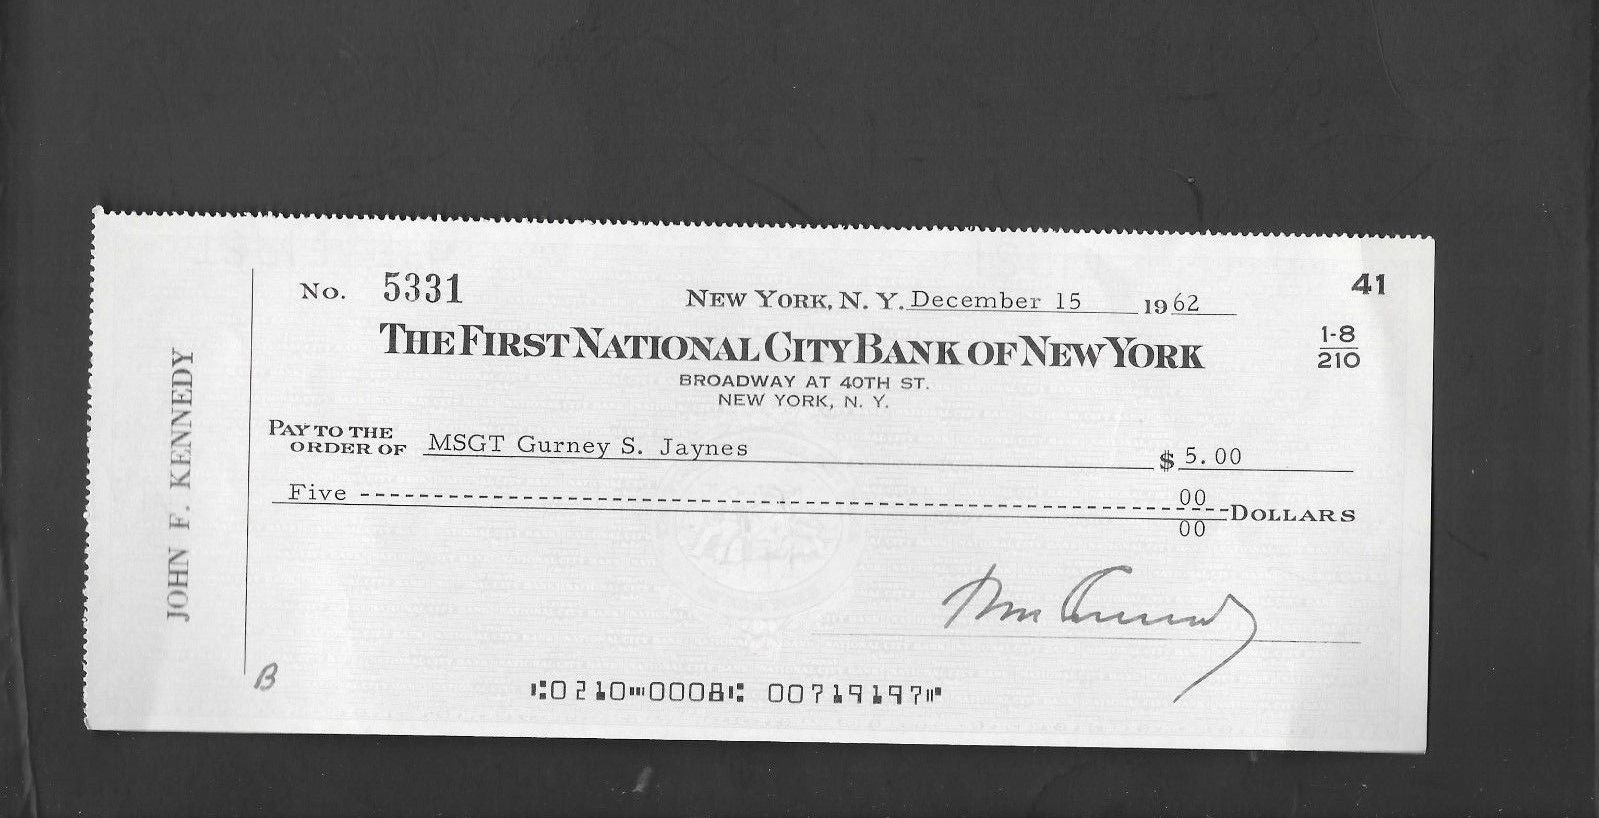 41
No. 5331
NEW YORK, N. Y. December 15 1962
THE FIRST NATIONAL CITY BANK OF NEW YORK
1-8
210
BROADWAY AT 40TH ST.
NEW YORK, N. Y.
JOHN F. KENNEDY
PAY TO THE
ORDER OF MSGT Gurney S. Jaynes $ 5.00
Five 00
00 DOLLARS
B
⑆0210⑉0008⑆ 00719197⑈